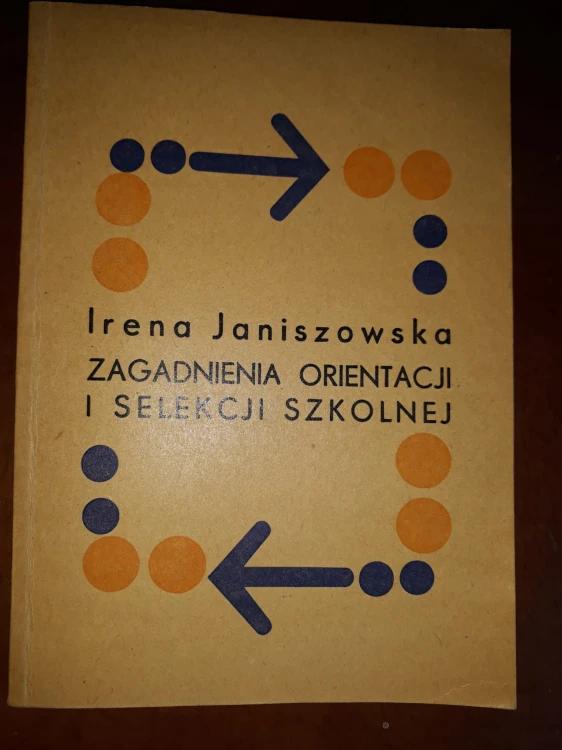 Irena Janiszowska
ZAGADNIENIA ORIENTACJI
I SELEKCJI SZKOLNEJ